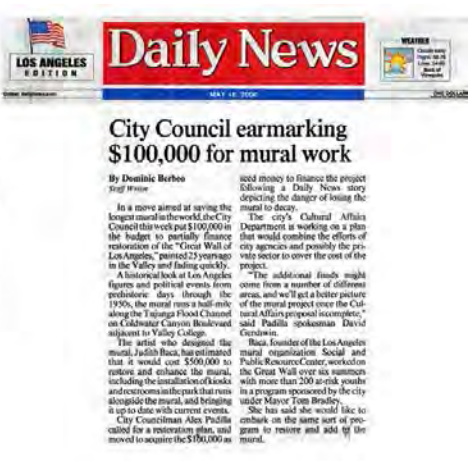 LOS ANGELES
EDITION
Daily News
WEATHER
MAY 18, 2000
City Council earmarking
$100,000 for mural work
By Dominic Berbeo
Staff Writer
In a move aimed at saving the
longest mural in the world, the City
Council this week put $100,000 in
the budget to partially finance
restoration of the "Great Wall of
Los Angeles," painted 25 years ago
in the Valley and fading quickly.
A historical look at Los Angeles
figures and political events from
prehistoric days through the
1950s, the mural runs a half-mile
along the Tujunga Flood Channel
on Coldwater Canyon Boulevard
adjacent to Valley College.
The artist who designed the
mural, Judith Baca, has estimated
that it would cost $500,000 to
restore and enhance the mural,
including the installation of kiosks
and restrooms in the park that runs
alongside the mural, and bringing
it up to date with current events.
City Councilman Alex Padilla
called for a restoration plan, and
moved to acquire the $100,000 as
seed money to finance the project
following a Daily News story
depicting the danger of losing the
mural to decay.
The city's Cultural Affairs
Department is working on a plan
that would combine the efforts of
city agencies and possibly the pri-
vate sector to cover the cost of the
project.
"The additional funds might
come from a number of different
areas, and we'll get a better picture
of the mural project once the Cul-
tural Affairs proposal is complete,"
said Padilla spokesman David
Gershwin.
Baca, founder of the Los Angeles
mural organization Social and
Public Resource Center, worked on
the Great Wall over six summers
with more than 200 at-risk youths
in a program sponsored by the city
under Mayor Tom Bradley.
She has said she would like to
embark on the same sort of pro-
gram to restore and add to the
mural.